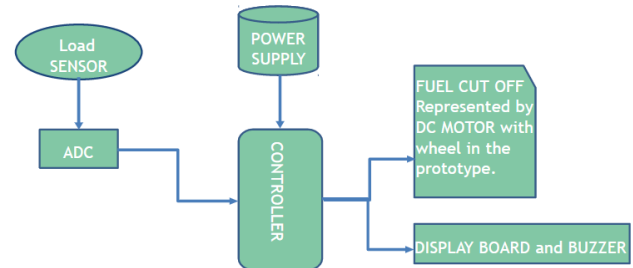 Load
SENSOR
POWER
SUPPLY
ADC
CONTROLLER
FUEL CUT OFF
Represented by
DC MOTOR with
wheel in the
prototype.
DISPLAY BOARD and BUZZER